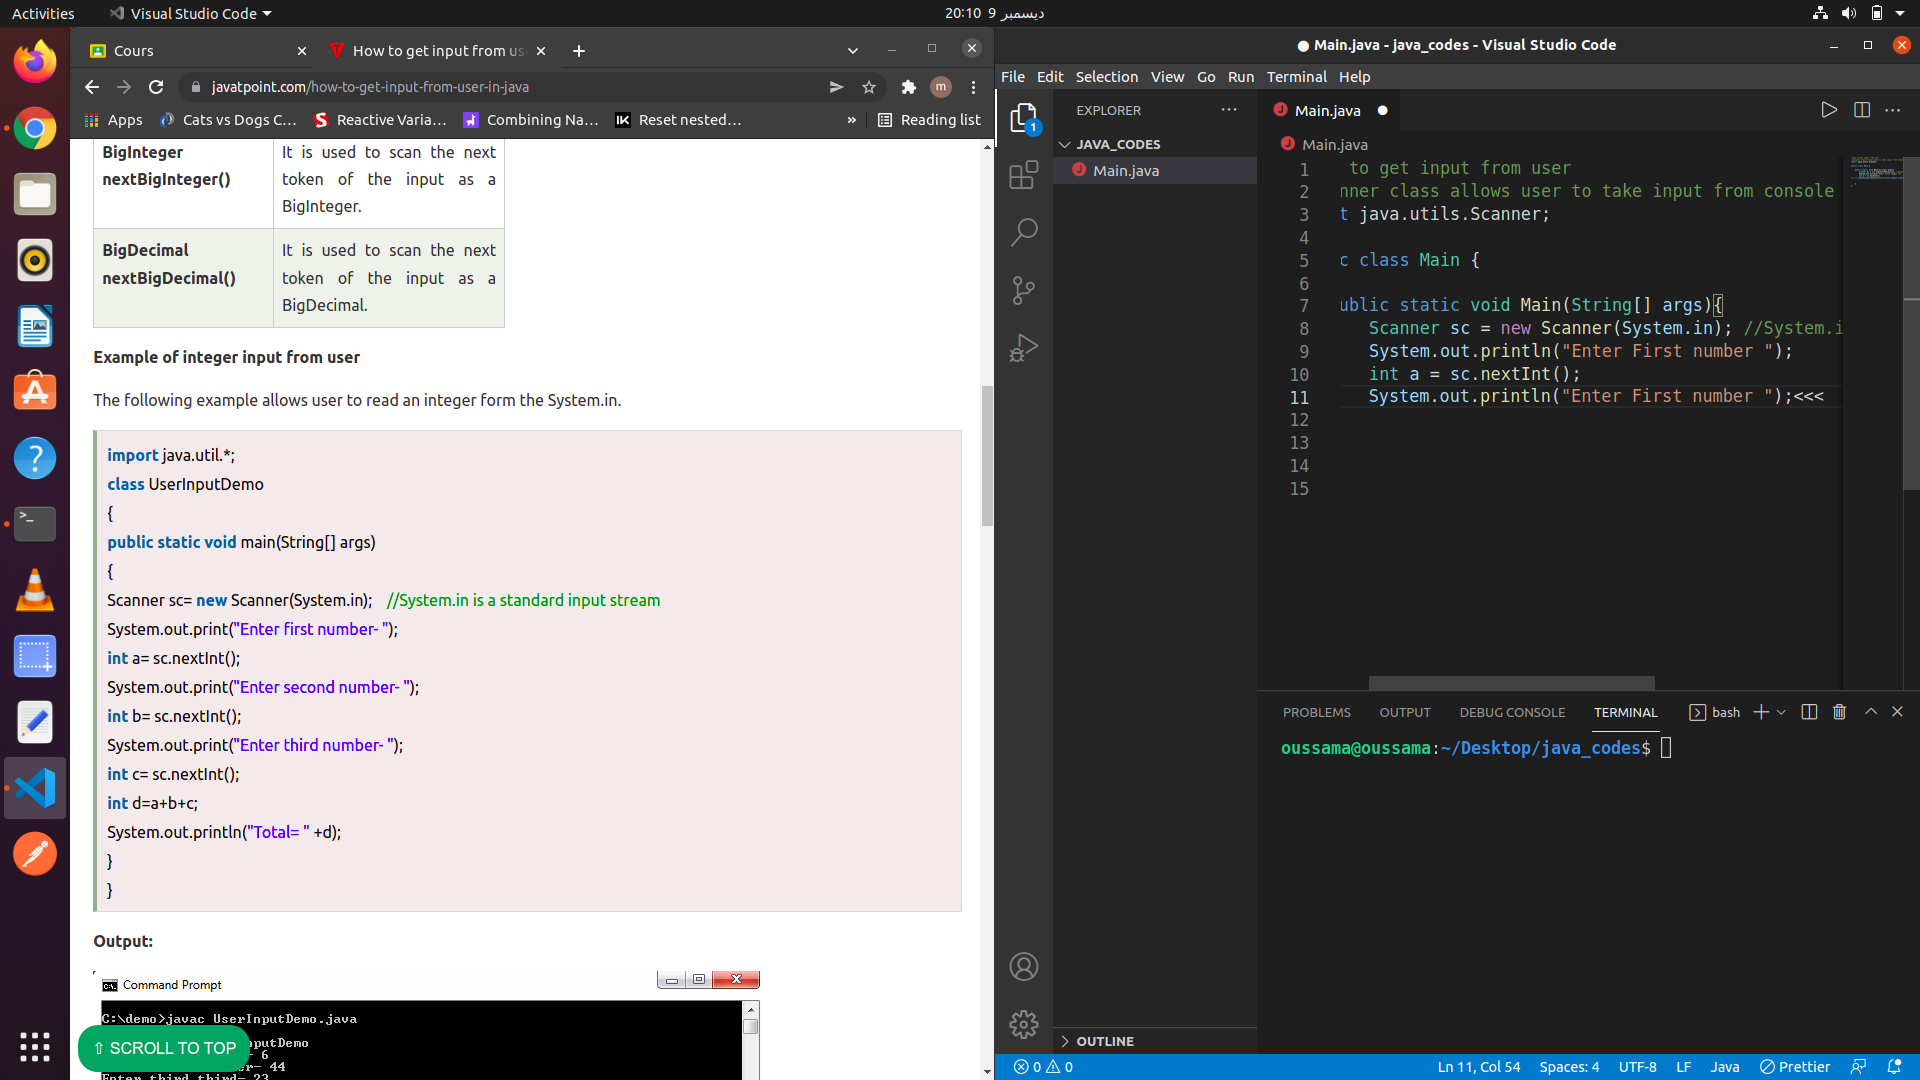 Activities
Visual Studio Code
20:10 9 ديسمبر
Cours
How to get input from us
javatpoint.com/how-to-get-input-from-user-in-java
m
Apps
Cats vs Dogs C...
Reactive Varia...
Combining Na...
Reset nested...
»
Reading list
BigInteger
nextBigInteger()
It is used to scan the next
token of the input as a
BigInteger.
BigDecimal
nextBigDecimal()
It is used to scan the next
token of the input as a
BigDecimal.
Example of integer input from user
The following example allows user to read an integer form the System.in.
import java.util.*;
class UserInputDemo
{
public static void main(String[] args)
{
Scanner sc= new Scanner(System.in);    //System.in is a standard input stream
System.out.print("Enter first number- ");
int a= sc.nextInt();
System.out.print("Enter second number- ");
int b= sc.nextInt();
System.out.print("Enter third number- ");
int c= sc.nextInt();
int d=a+b+c;
System.out.println("Total= " +d);
}
}
Output:
Command Prompt
C:\demo>javac UserInputDemo.java
nputDemo
6
er- 44
Enter third third- 23
⇧ SCROLL TO TOP
● Main.java - java_codes - Visual Studio Code
File Edit Selection View Go Run Terminal Help
1
EXPLORER
JAVA_CODES
Main.java
OUTLINE
Main.java ●
Main.java
1 to get input from user
2 nner class allows user to take input from console
3 t java.utils.Scanner;
4
5 c class Main {
6
7 ublic static void Main(String[] args){
8 Scanner sc = new Scanner(System.in); //System.i
9 System.out.println("Enter First number ");
10 int a = sc.nextInt();
11 System.out.println("Enter First number ");<<<
12
13
14
15
PROBLEMS OUTPUT DEBUG CONSOLE TERMINAL
bash
oussama@oussama:~/Desktop/java_codes$
0 0
Ln 11, Col 54 Spaces: 4 UTF-8 LF Java Prettier